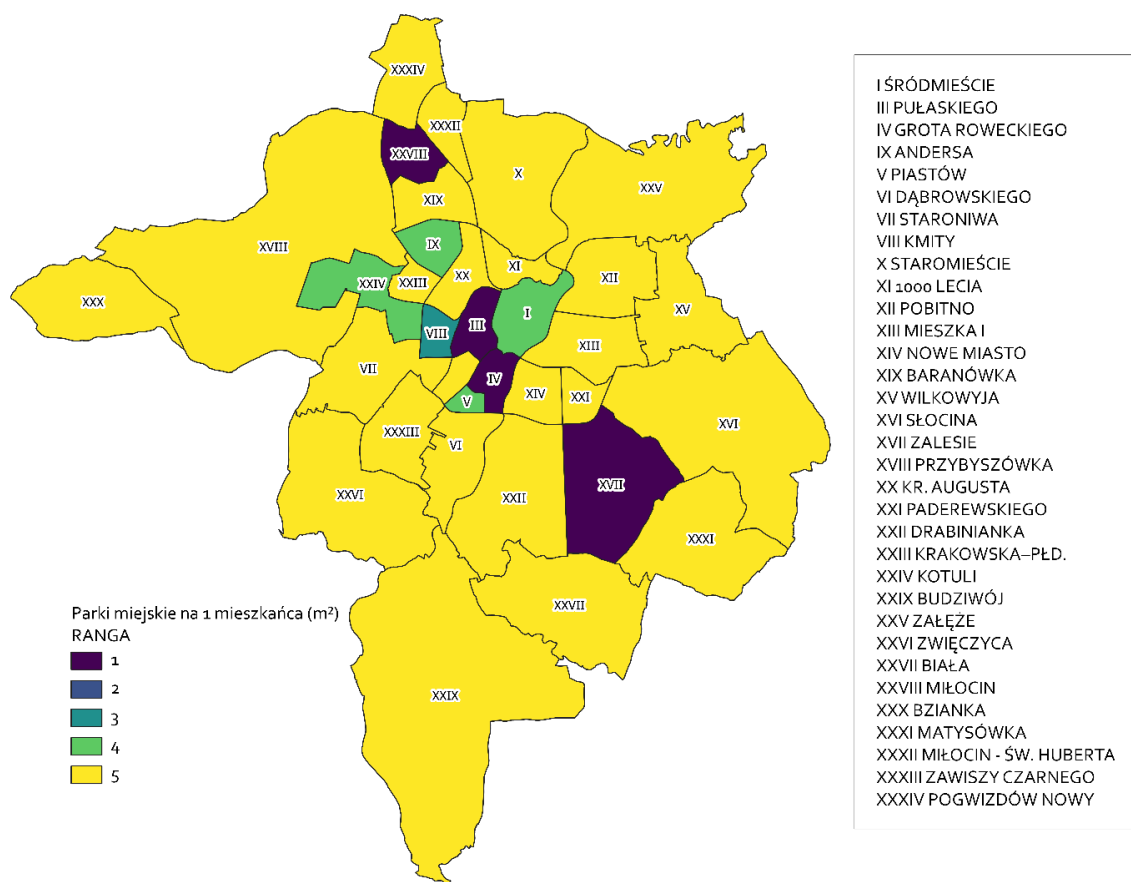 XXXIV
XXXII
XXVIII
X
XXV
XIX
XVIII
IX
XI
XX
XII
XXIV
XXIII
XXX
XV
I
III
VIII
XIII
VII
IV
XIV
XXI
V
XVI
XXXIII
VI
XVII
XXVI
XXII
XXXI
XXVII
XXIX
Parki miejskie na 1 mieszkańca (m²)
RANGA
1
2
3
4
5
I ŚRÓDMIEŚCIE
III PUŁASKIEGO
IV GROTA ROWECKIEGO
IX ANDERSA
V PIASTÓW
VI DĄBROWSKIEGO
VII STARONIWA
VIII KMITY
X STAROMIEŚCIE
XI 1000 LECIA
XII POBITNO
XIII MIESZKA I
XIV NOWE MIASTO
XIX BARANÓWKA
XV WILKOWYJA
XVI SŁOCINA
XVII ZALESIE
XVIII PRZYBYSZÓWKA
XX KR. AUGUSTA
XXI PADEREWSKIEGO
XXII DRABINIANKA
XXIII KRAKOWSKA–PŁD.
XXIV KOTULI
XXIX BUDZIWÓJ
XXV ZAŁĘŻE
XXVI ZWIĘCZYCA
XXVII BIAŁA
XXVIII MIŁOCIN
XXX BZIANKA
XXXI MATYSÓWKA
XXXII MIŁOCIN - ŚW. HUBERTA
XXXIII ZAWISZY CZARNEGO
XXXIV POGWIZDÓW NOWY